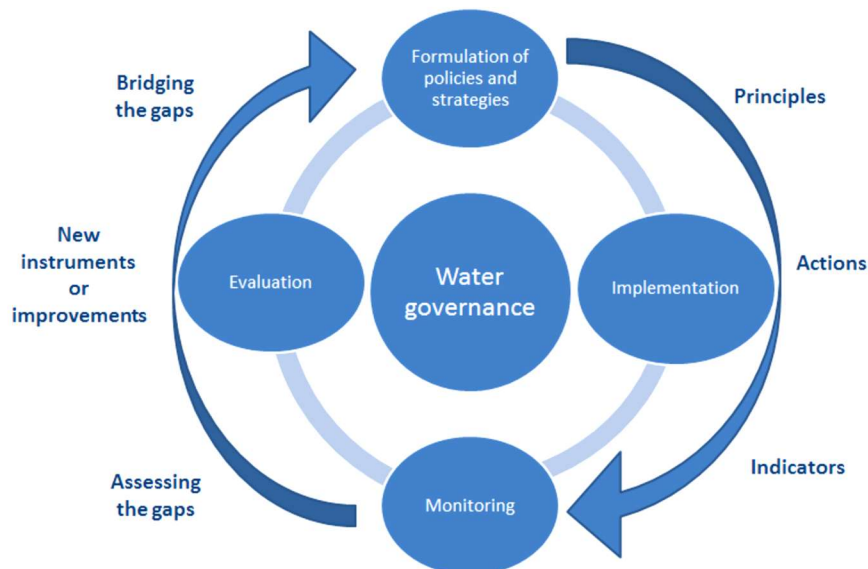 Formulation of
policies and
strategies
Bridging
the gaps
Principles
New
instruments
or
improvements
Evaluation
Water
governance
Implementation
Actions
Assessing
the gaps
Monitoring
Indicators